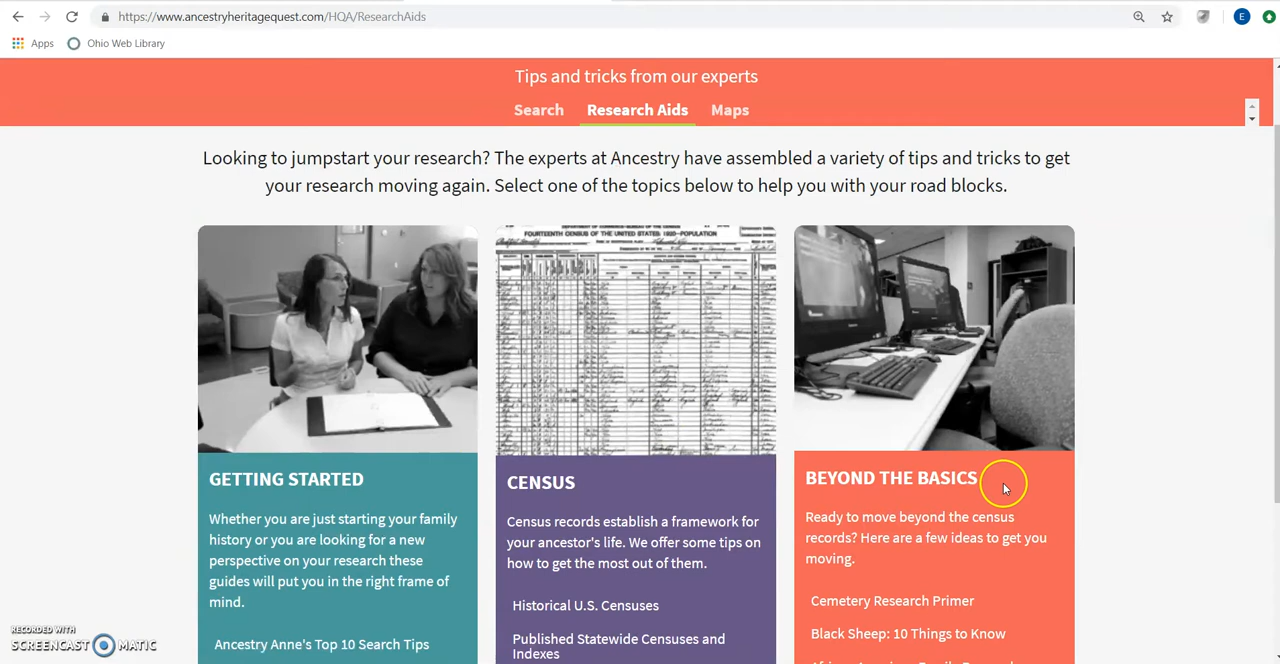 https://www.ancestryheritagequest.com/HQA/ResearchAids
E
Apps
Ohio Web Library
Tips and tricks from our experts
Search
Research Aids
Maps
Looking to jumpstart your research? The experts at Ancestry have assembled a variety of tips and tricks to get
your research moving again. Select one of the topics below to help you with your road blocks.
FOURTEENTH CENSUS OF THE UNITED STATES: 1920-POPULATION
GETTING STARTED
Whether you are just starting your family
history or you are looking for a new
perspective on your research these
guides will put you in the right frame of
mind.
Ancestry Anne's Top 10 Search Tips
CENSUS
Census records establish a framework for
your ancestor's life. We offer some tips on
how to get the most out of them.
Historical U.S. Censuses
Published Statewide Censuses and
Indexes
BEYOND THE BASICS
Ready to move beyond the census
records? Here are a few ideas to get you
moving.
Cemetery Research Primer
Black Sheep: 10 Things to Know
RECORDED WITH
SCREENCAST MATIC